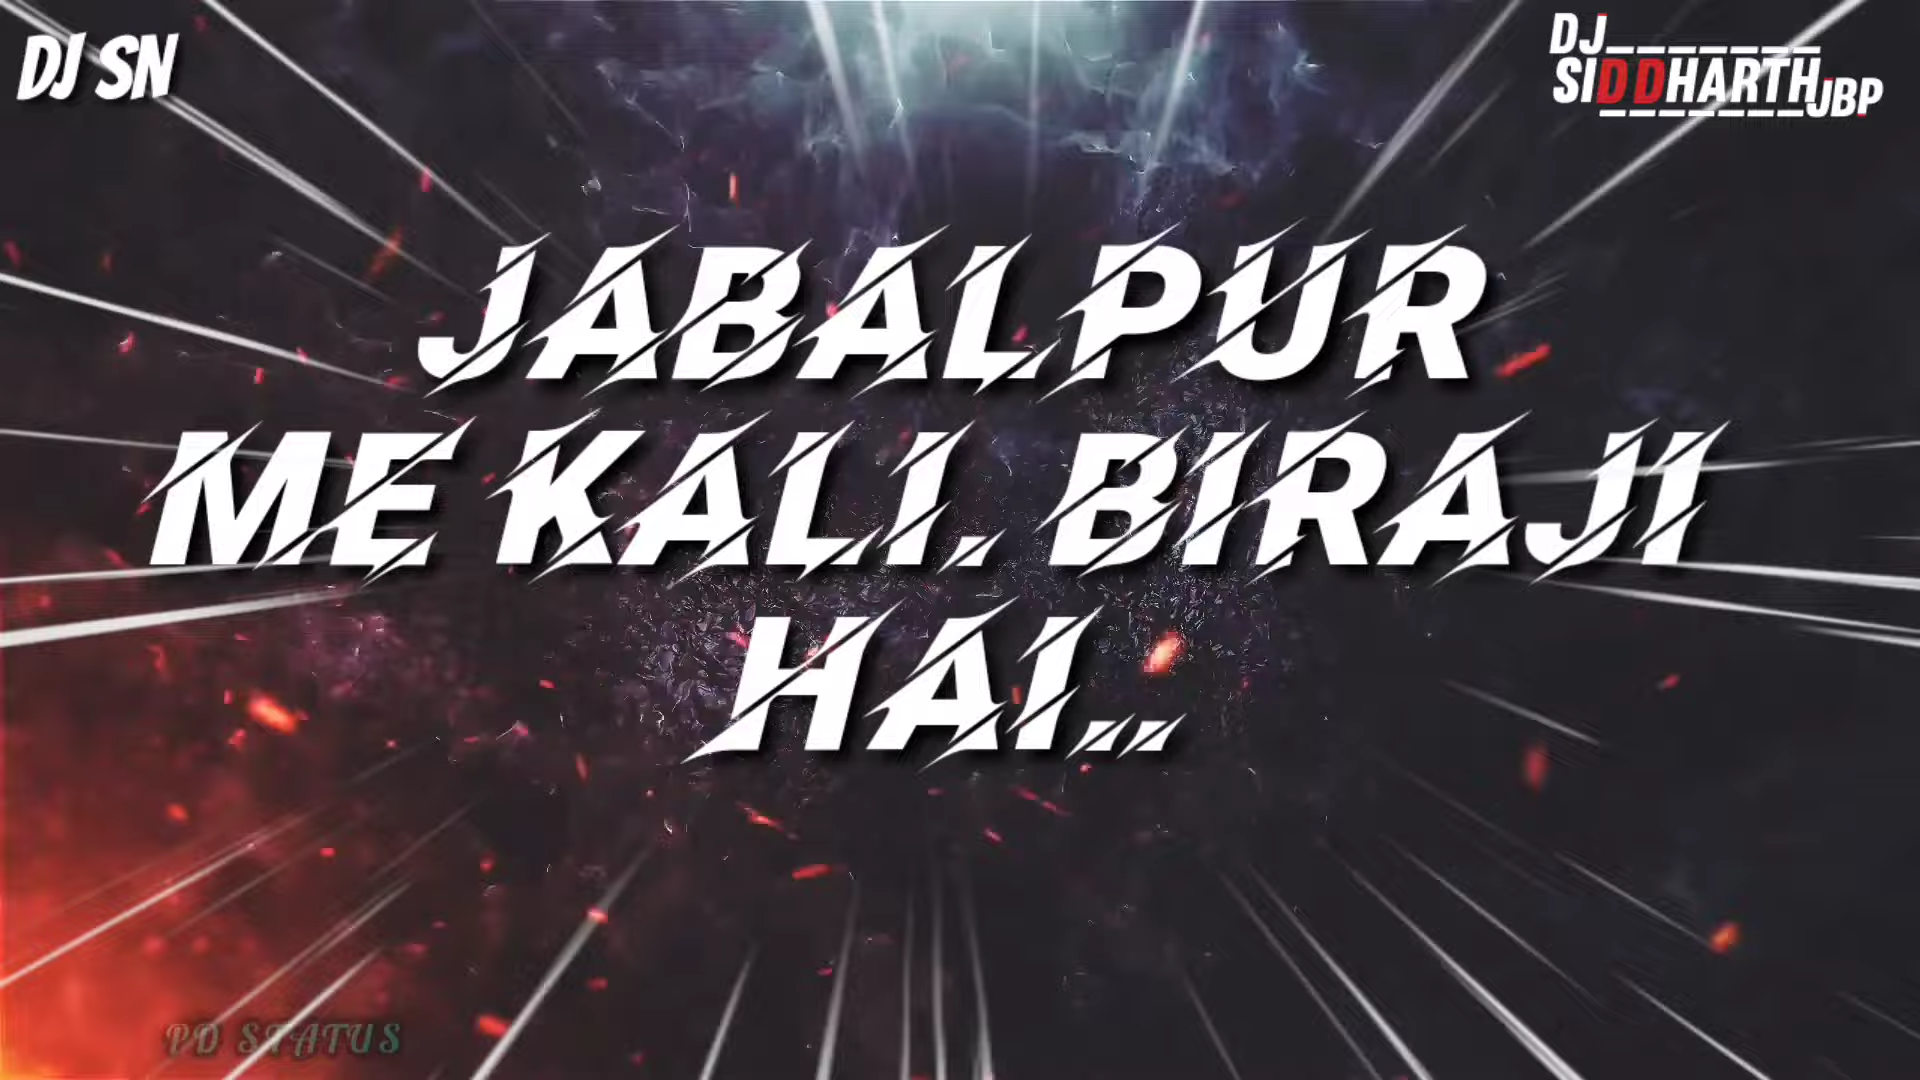 DJ SN
DJ
SIDDHARTH JBP
JABALPUR
ME KALI. BIRAJI
HAI..
PD STATUS